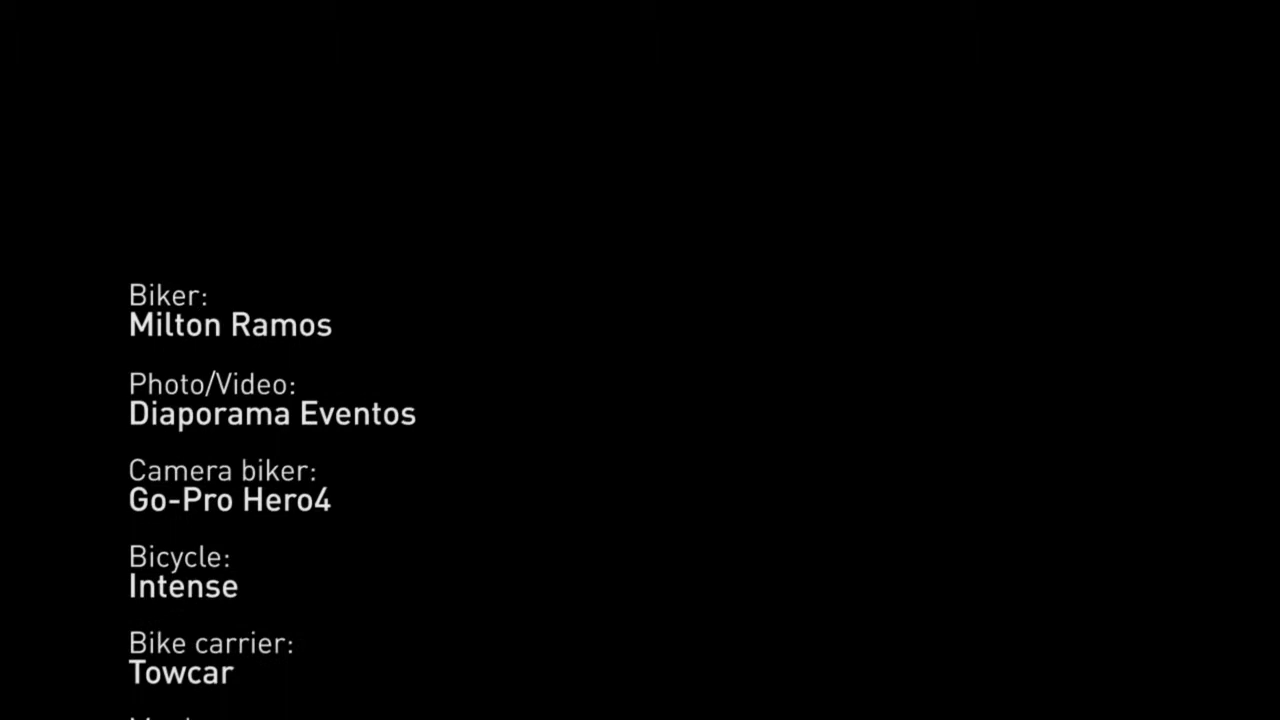 Biker:
Milton Ramos
Photo/Video:
Diaporama Eventos
Camera biker:
Go-Pro Hero4
Bicycle:
Intense
Bike carrier:
Towcar